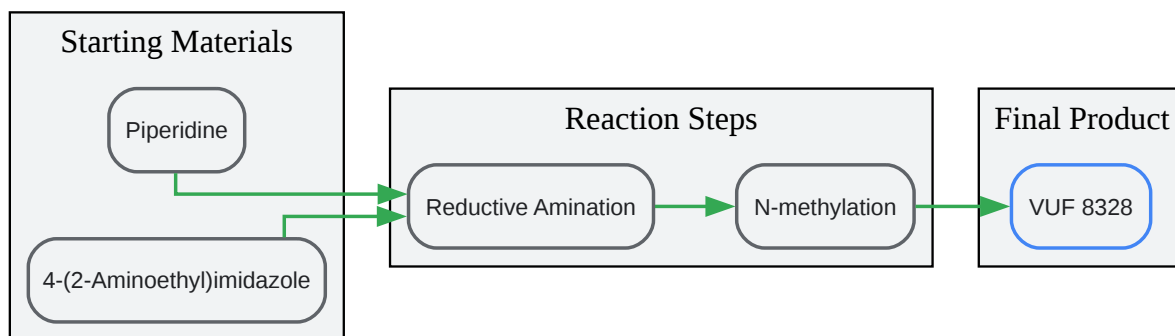 Starting Materials
Piperidine
4-(2-Aminoethyl)imidazole
Reaction Steps
Reductive Amination
N-methylation
Final Product
VUF 8328